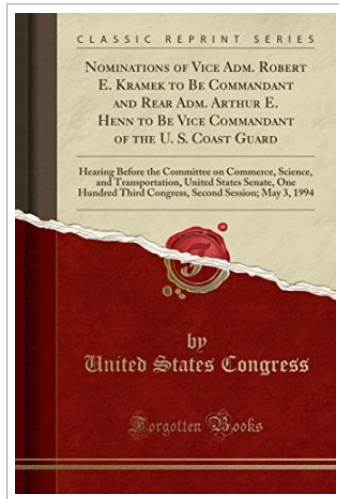 CLASSIC REPRINT SERIES
NOMINATIONS OF VICE ADM. ROBERT
E. KRAMEK TO BE COMMANDANT
AND REAR ADM. ARTHUR E.
HENN TO BE VICE COMMANDANT
OF THE U. S. COAST GUARD
Hearing Before the Committee on Commerce, Science,
and Transportation, United States Senate, One
Hundred Third Congress, Second Session; May 3, 1994
by
United States Congress
Forgotten Books